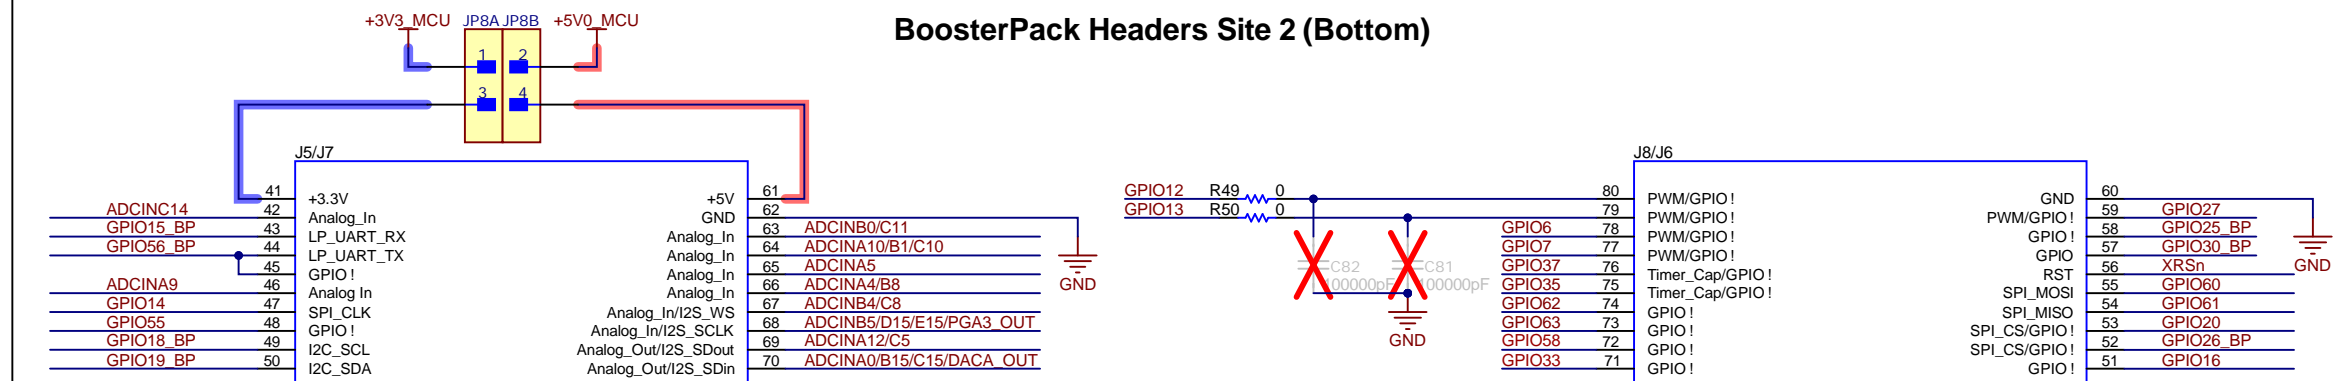 BoosterPack Headers Site 2 (Bottom)
+3V3_MCU JP8A JP8B +5V0_MCU
1 2
3 4
J5/J7
41 +3.3V
ADCINC14 42 Analog_In
GPIO15_BP 43 LP_UART_RX
GPIO56_BP 44 LP_UART_TX
45 GPIO !
ADCINA9 46 Analog In
GPIO14 47 SPI_CLK
GPIO55 48 GPIO !
GPIO18_BP 49 I2C_SCL
GPIO19_BP 50 I2C_SDA
+5V 61
GND 62
Analog_In 63 ADCINB0/C11
Analog_In 64 ADCINA10/B1/C10
Analog_In 65 ADCINA5
Analog_In 66 ADCINA4/B8
Analog_In/I2S_WS 67 ADCINB4/C8
Analog_In/I2S_SCLK 68 ADCINB5/D15/E15/PGA3_OUT
Analog_Out/I2S_SDout 69 ADCINA12/C5
Analog_Out/I2S_SDin 70 ADCINA0/B15/C15/DACA_OUT
GND
GPIO12 R49 0
GPIO13 R50 0
C82
100000pF
C81
100000pF
GND
J8/J6
80 PWM/GPIO !
79 PWM/GPIO !
GPIO6 78 PWM/GPIO !
GPIO7 77 PWM/GPIO !
GPIO37 76 Timer_Cap/GPIO !
GPIO35 75 Timer_Cap/GPIO !
GPIO62 74 GPIO !
GPIO63 73 GPIO !
GPIO58 72 GPIO !
GPIO33 71 GPIO !
GND 60
PWM/GPIO ! 59 GPIO27
GPIO ! 58 GPIO25_BP
GPIO 57 GPIO30_BP
RST 56 XRSn
SPI_MOSI 55 GPIO60
SPI_MISO 54 GPIO61
SPI_CS/GPIO ! 53 GPIO20
SPI_CS/GPIO ! 52 GPIO26_BP
GPIO ! 51 GPIO16
GND